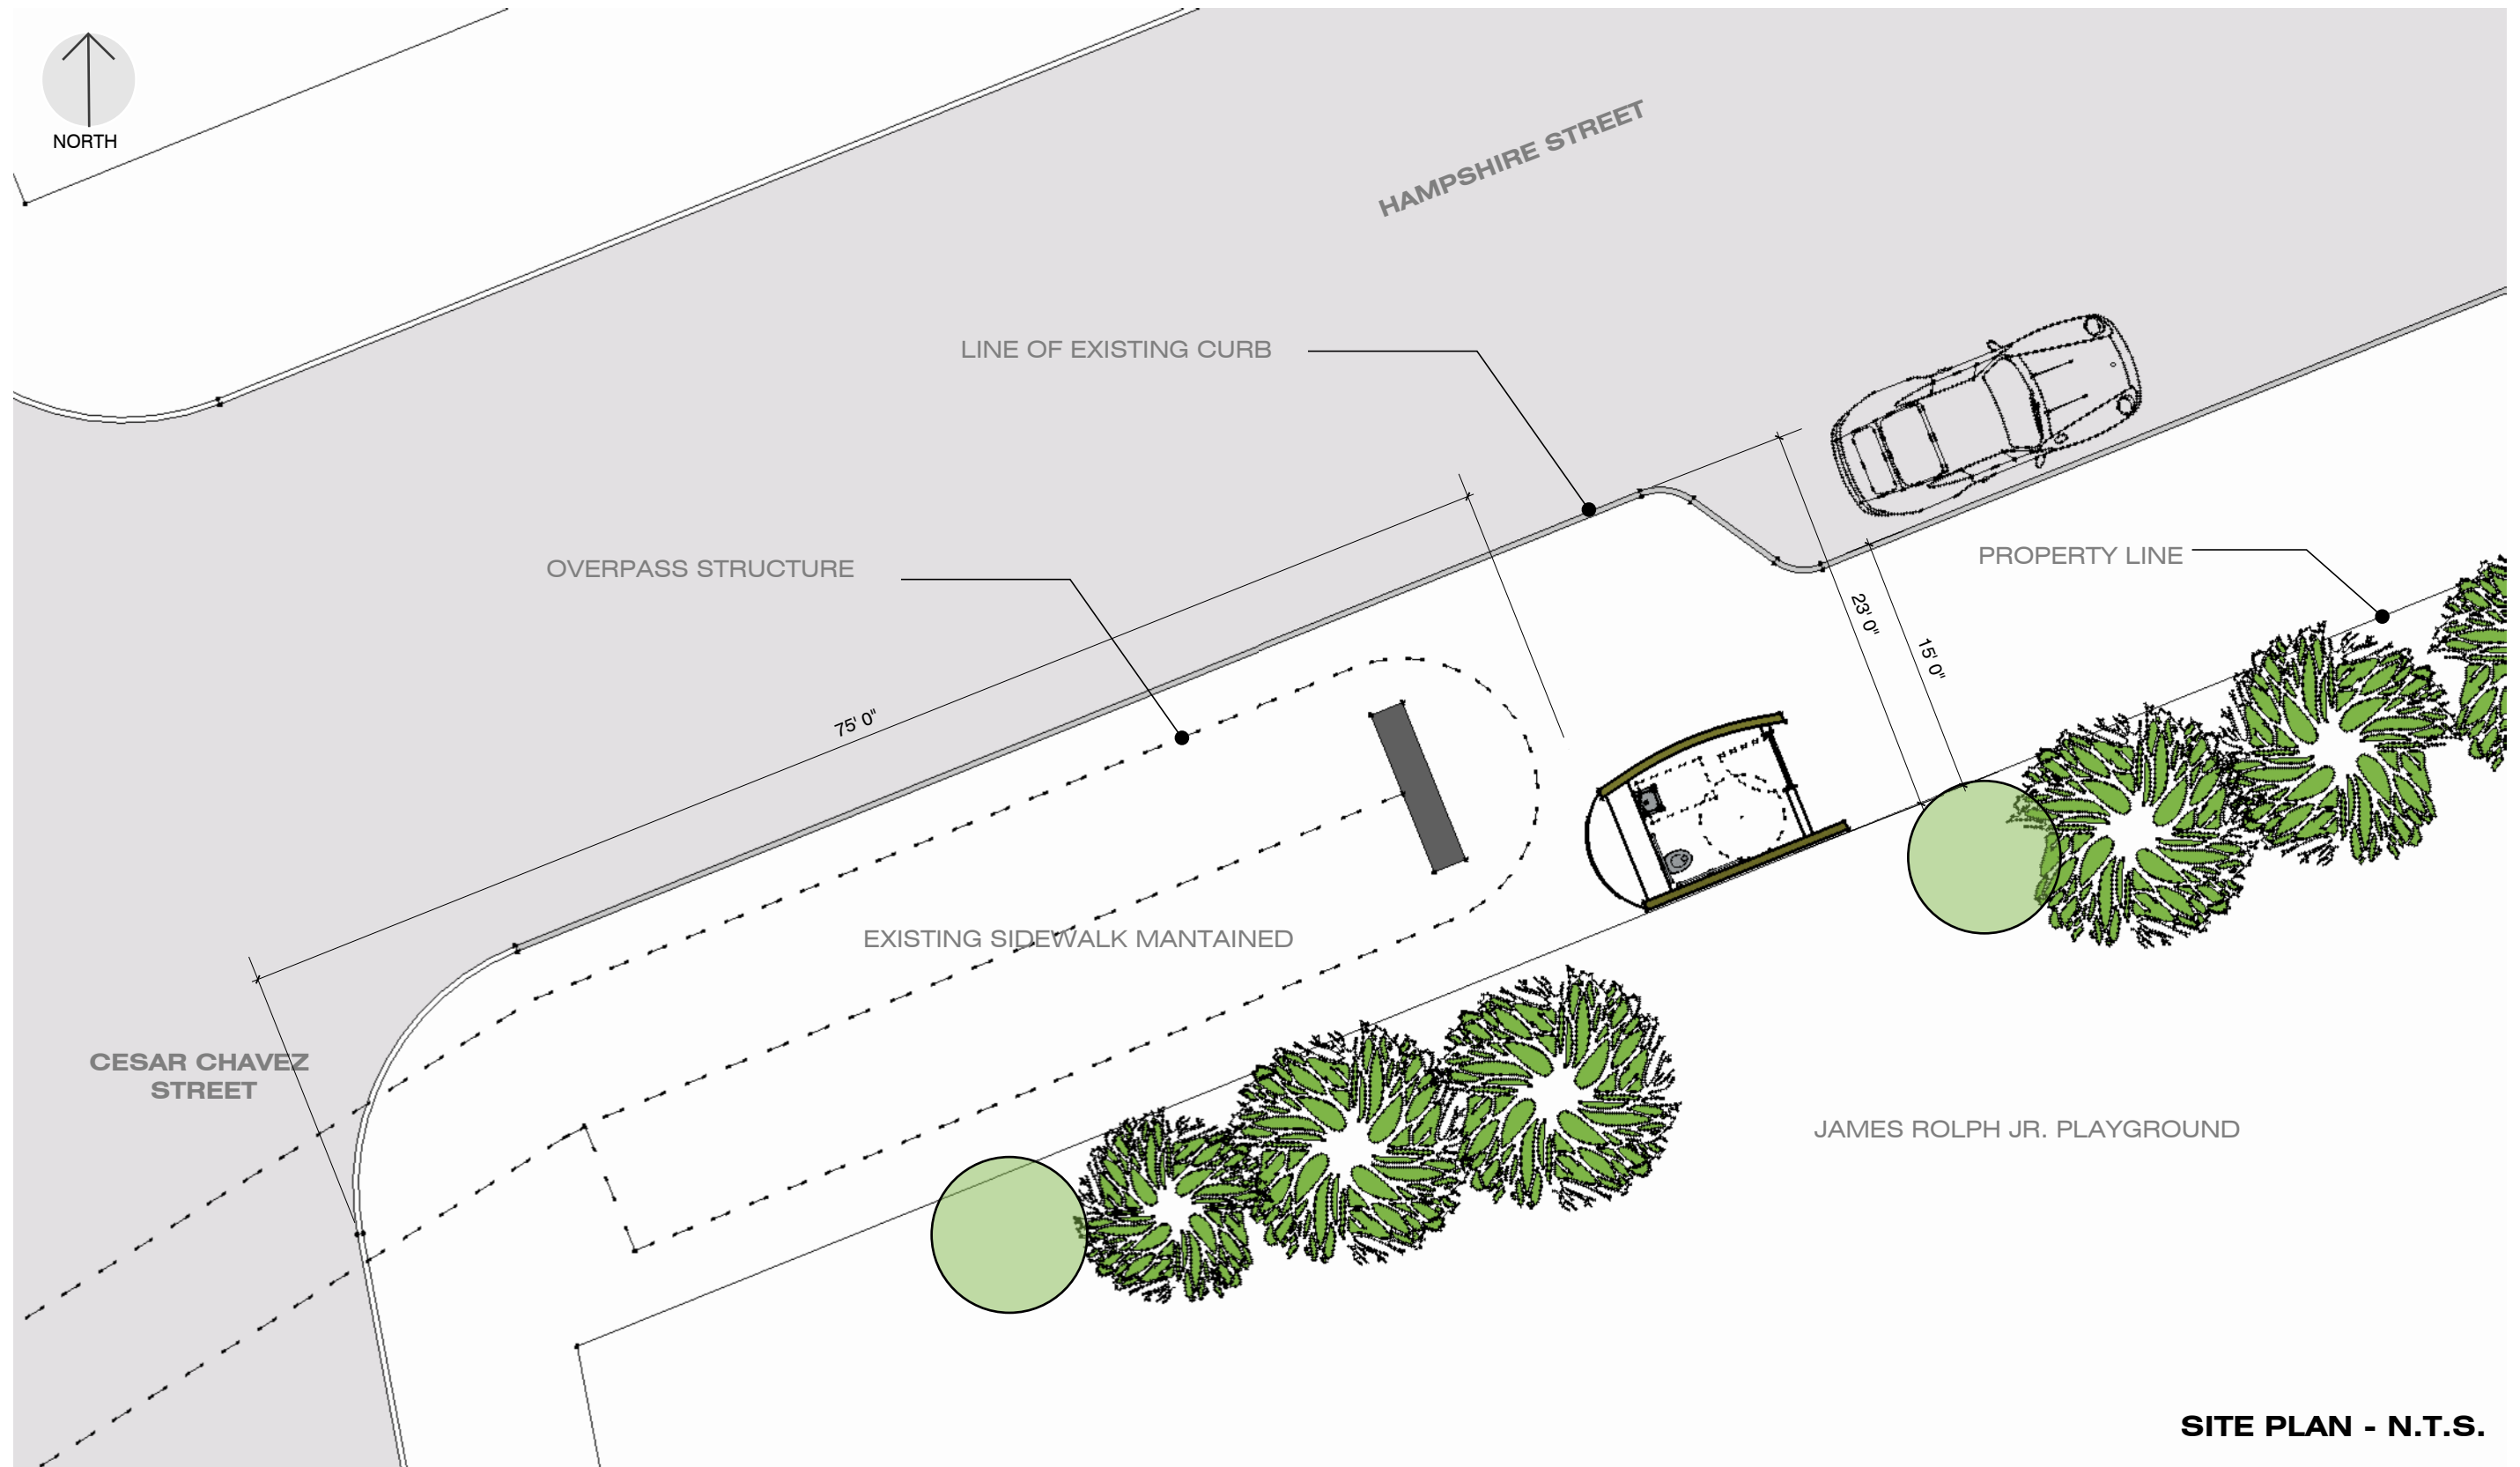 NORTH
HAMPSHIRE STREET
LINE OF EXISTING CURB
OVERPASS STRUCTURE
PROPERTY LINE
23' 0"
15' 0"
75' 0"
EXISTING SIDEWALK MANTAINED
CESAR CHAVEZ
STREET
JAMES ROLPH JR. PLAYGROUND
SITE PLAN - N.T.S.